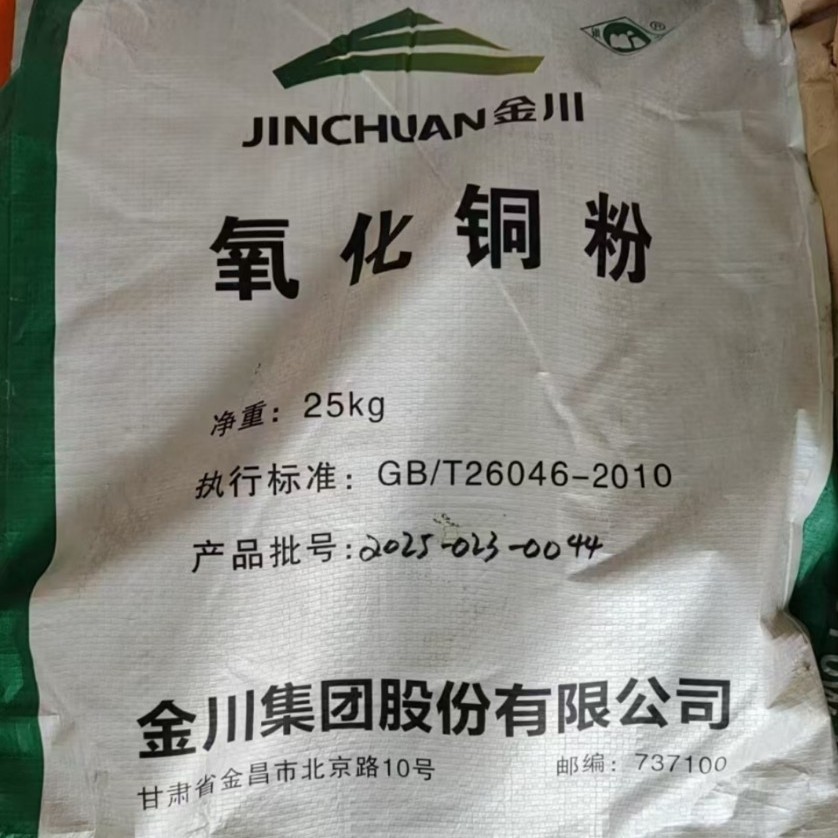 JINCHUAN金川
氧化铜粉
净重：25kg
执行标准：GB/T26046-2010
产品批号：2025-023-0044
金川集团股份有限公司
甘肃省金昌市北京路10号 邮编：737100